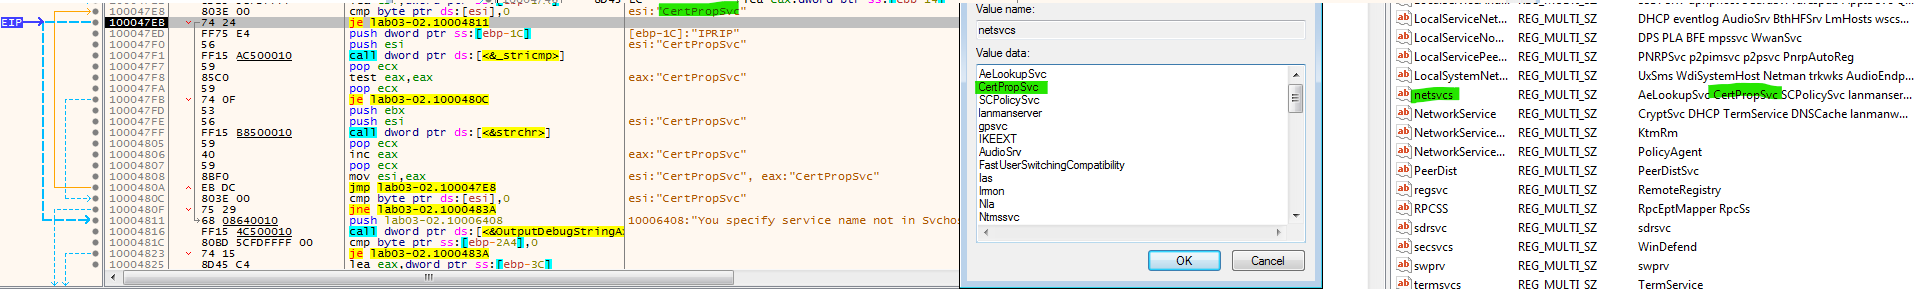 EIP
100047E8 803E 00 cmp byte ptr ds:[esi],0 esi:"CertPropSvc"
100047EB 74 24 je lab03-02.10004811
100047ED FF75 E4 push dword ptr ss:[ebp-1C] [ebp-1C]:"IPRIP"
100047F0 56 push esi esi:"CertPropSvc"
100047F1 FF15 AC500010 call dword ptr ds:[<&_stricmp>]
100047F7 59 pop ecx
100047F8 85C0 test eax,eax eax:"CertPropSvc"
100047FA 59 pop ecx
100047FB 74 0F je lab03-02.1000480C
100047FD 53 push ebx
100047FE 56 push esi esi:"CertPropSvc"
100047FF FF15 B8500010 call dword ptr ds:[<&strchr>]
10004805 59 pop ecx
10004806 40 inc eax eax:"CertPropSvc"
10004807 59 pop ecx
10004808 8BF0 mov esi,eax esi:"CertPropSvc", eax:"CertPropSvc"
1000480A EB DC jmp lab03-02.100047E8
1000480C 803E 00 cmp byte ptr ds:[esi],0 esi:"CertPropSvc"
1000480F 75 29 jne lab03-02.1000483A
10004811 68 08640010 push lab03-02.10006408 10006408:"You specify service name not in Svchos
10004816 FF15 4C500010 call dword ptr ds:[<&OutputDebugStringA>
1000481C 80BD 5CFDFFFF 00 cmp byte ptr ss:[ebp-2A4],0
10004823 74 15 je lab03-02.1000483A
10004825 8D45 C4 lea eax,dword ptr ss:[ebp-3C]
Value name:
netsvcs
Value data:
AeLookupSvc
CertPropSvc
SCPolicySvc
lanmanserver
gpsvc
IKEEXT
AudioSrv
FastUserSwitchingCompatibility
Ias
Irmon
Nla
Ntmssvc
OK Cancel
LocalServiceNet... REG_MULTI_SZ DHCP eventlog AudioSrv BthHFSrv LmHosts wscs...
LocalServiceNo... REG_MULTI_SZ DPS PLA BFE mpssvc WwanSvc
LocalServicePee... REG_MULTI_SZ PNRPSvc p2pimsvc p2psvc PnrpAutoReg
LocalSystemNet... REG_MULTI_SZ UxSms WdiSystemHost Netman trkwks AudioEndp...
netsvcs REG_MULTI_SZ AeLookupSvc CertPropSvc SCPolicySvc lanmanser...
NetworkService REG_MULTI_SZ CryptSvc DHCP TermService DNSCache lanmanw...
NetworkService... REG_MULTI_SZ KtmRm
NetworkService... REG_MULTI_SZ PolicyAgent
PeerDist REG_MULTI_SZ PeerDistSvc
regsvc REG_MULTI_SZ RemoteRegistry
RPCSS REG_MULTI_SZ RpcEptMapper RpcSs
sdrsvc REG_MULTI_SZ sdrsvc
secsvcs REG_MULTI_SZ WinDefend
swprv REG_MULTI_SZ swprv
termsvcs REG_MULTI_SZ TermService